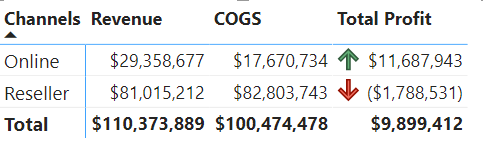 Channels Revenue COGS Total Profit
Online $29,358,677 $17,670,734 $11,687,943
Reseller $81,015,212 $82,803,743 ($1,788,531)
Total $110,373,889 $100,474,478 $9,899,412